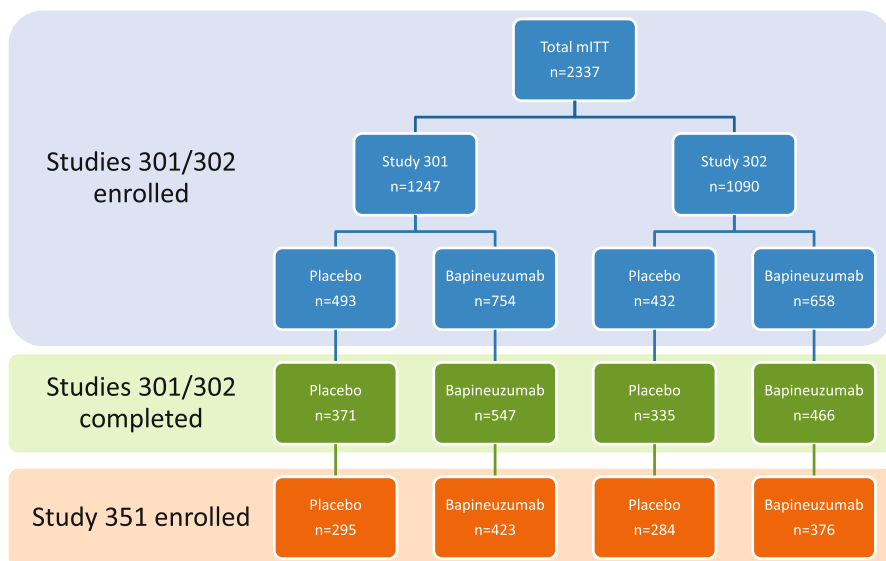 Total mITT
n=2337
Studies 301/302
enrolled
Study 301
n=1247
Study 302
n=1090
Placebo
n=493
Bapineuzumab
n=754
Placebo
n=432
Bapineuzumab
n=658
Studies 301/302
completed
Placebo
n=371
Bapineuzumab
n=547
Placebo
n=335
Bapineuzumab
n=466
Study 351 enrolled
Placebo
n=295
Bapineuzumab
n=423
Placebo
n=284
Bapineuzumab
n=376